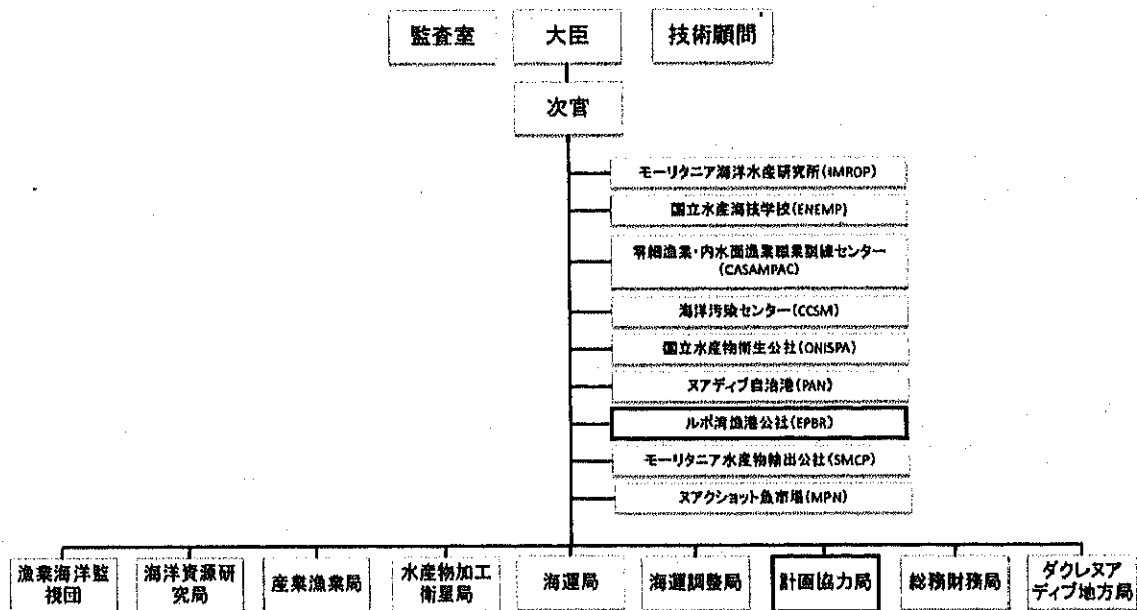 監査室 大臣 技術顧問
次官
モーリタニア海洋水産研究所(IMROP)
国立水産海技学校(ENEMP)
零細漁業・内水面漁業職業訓練センター
(CASAMPAC)
海洋汚染センター(CCSM)
国立水産物衛生公社(ONISPA)
ヌアディブ自治港(PAN)
ルポ湾漁港公社(EPBR)
モーリタニア水産物輸出公社(SMCP)
ヌアクショット魚市場(MPN)
漁業海洋監
視団
海洋資源研
究局
産業漁業局
水産物加工
衛星局
海運局
海運調整局
計画協力局
総務財務局
ダクレヌア
ディブ地方局